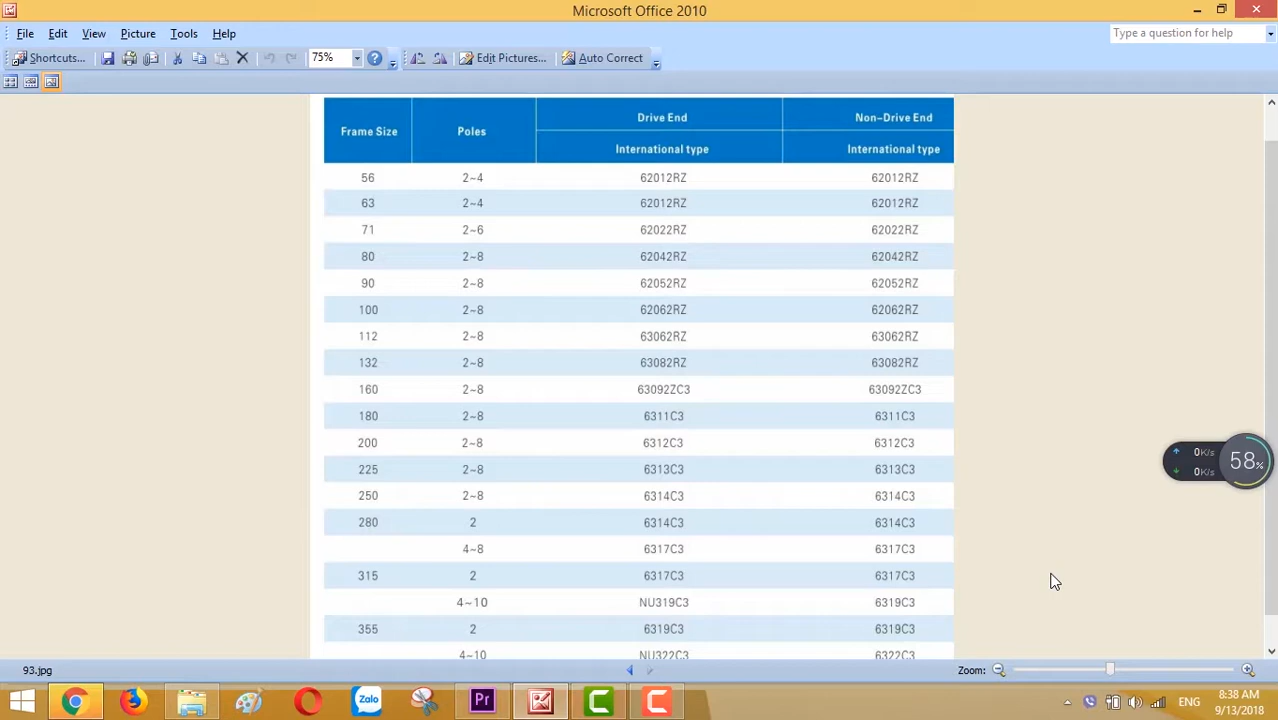 Microsoft Office 2010
File Edit View Picture Tools Help
Type a question for help
Shortcuts... 75% Edit Pictures... Auto Correct
Frame Size Poles Drive End Non-Drive End
International type International type
56 2~4 62012RZ 62012RZ
63 2~4 62012RZ 62012RZ
71 2~6 62022RZ 62022RZ
80 2~8 62042RZ 62042RZ
90 2~8 62052RZ 62052RZ
100 2~8 62062RZ 62062RZ
112 2~8 63062RZ 63062RZ
132 2~8 63082RZ 63082RZ
160 2~8 63092ZC3 63092ZC3
180 2~8 6311C3 6311C3
200 2~8 6312C3 6312C3
225 2~8 6313C3 6313C3
250 2~8 6314C3 6314C3
280 2 6314C3 6314C3
4~8 6317C3 6317C3
315 2 6317C3 6317C3
4~10 NU319C3 6319C3
355 2 6319C3 6319C3
4~10 NU322C3 6322C3
0K/s
0K/s
58%
93.jpg Zoom:
Zalo Pr C C
ENG
8:38 AM
9/13/2018